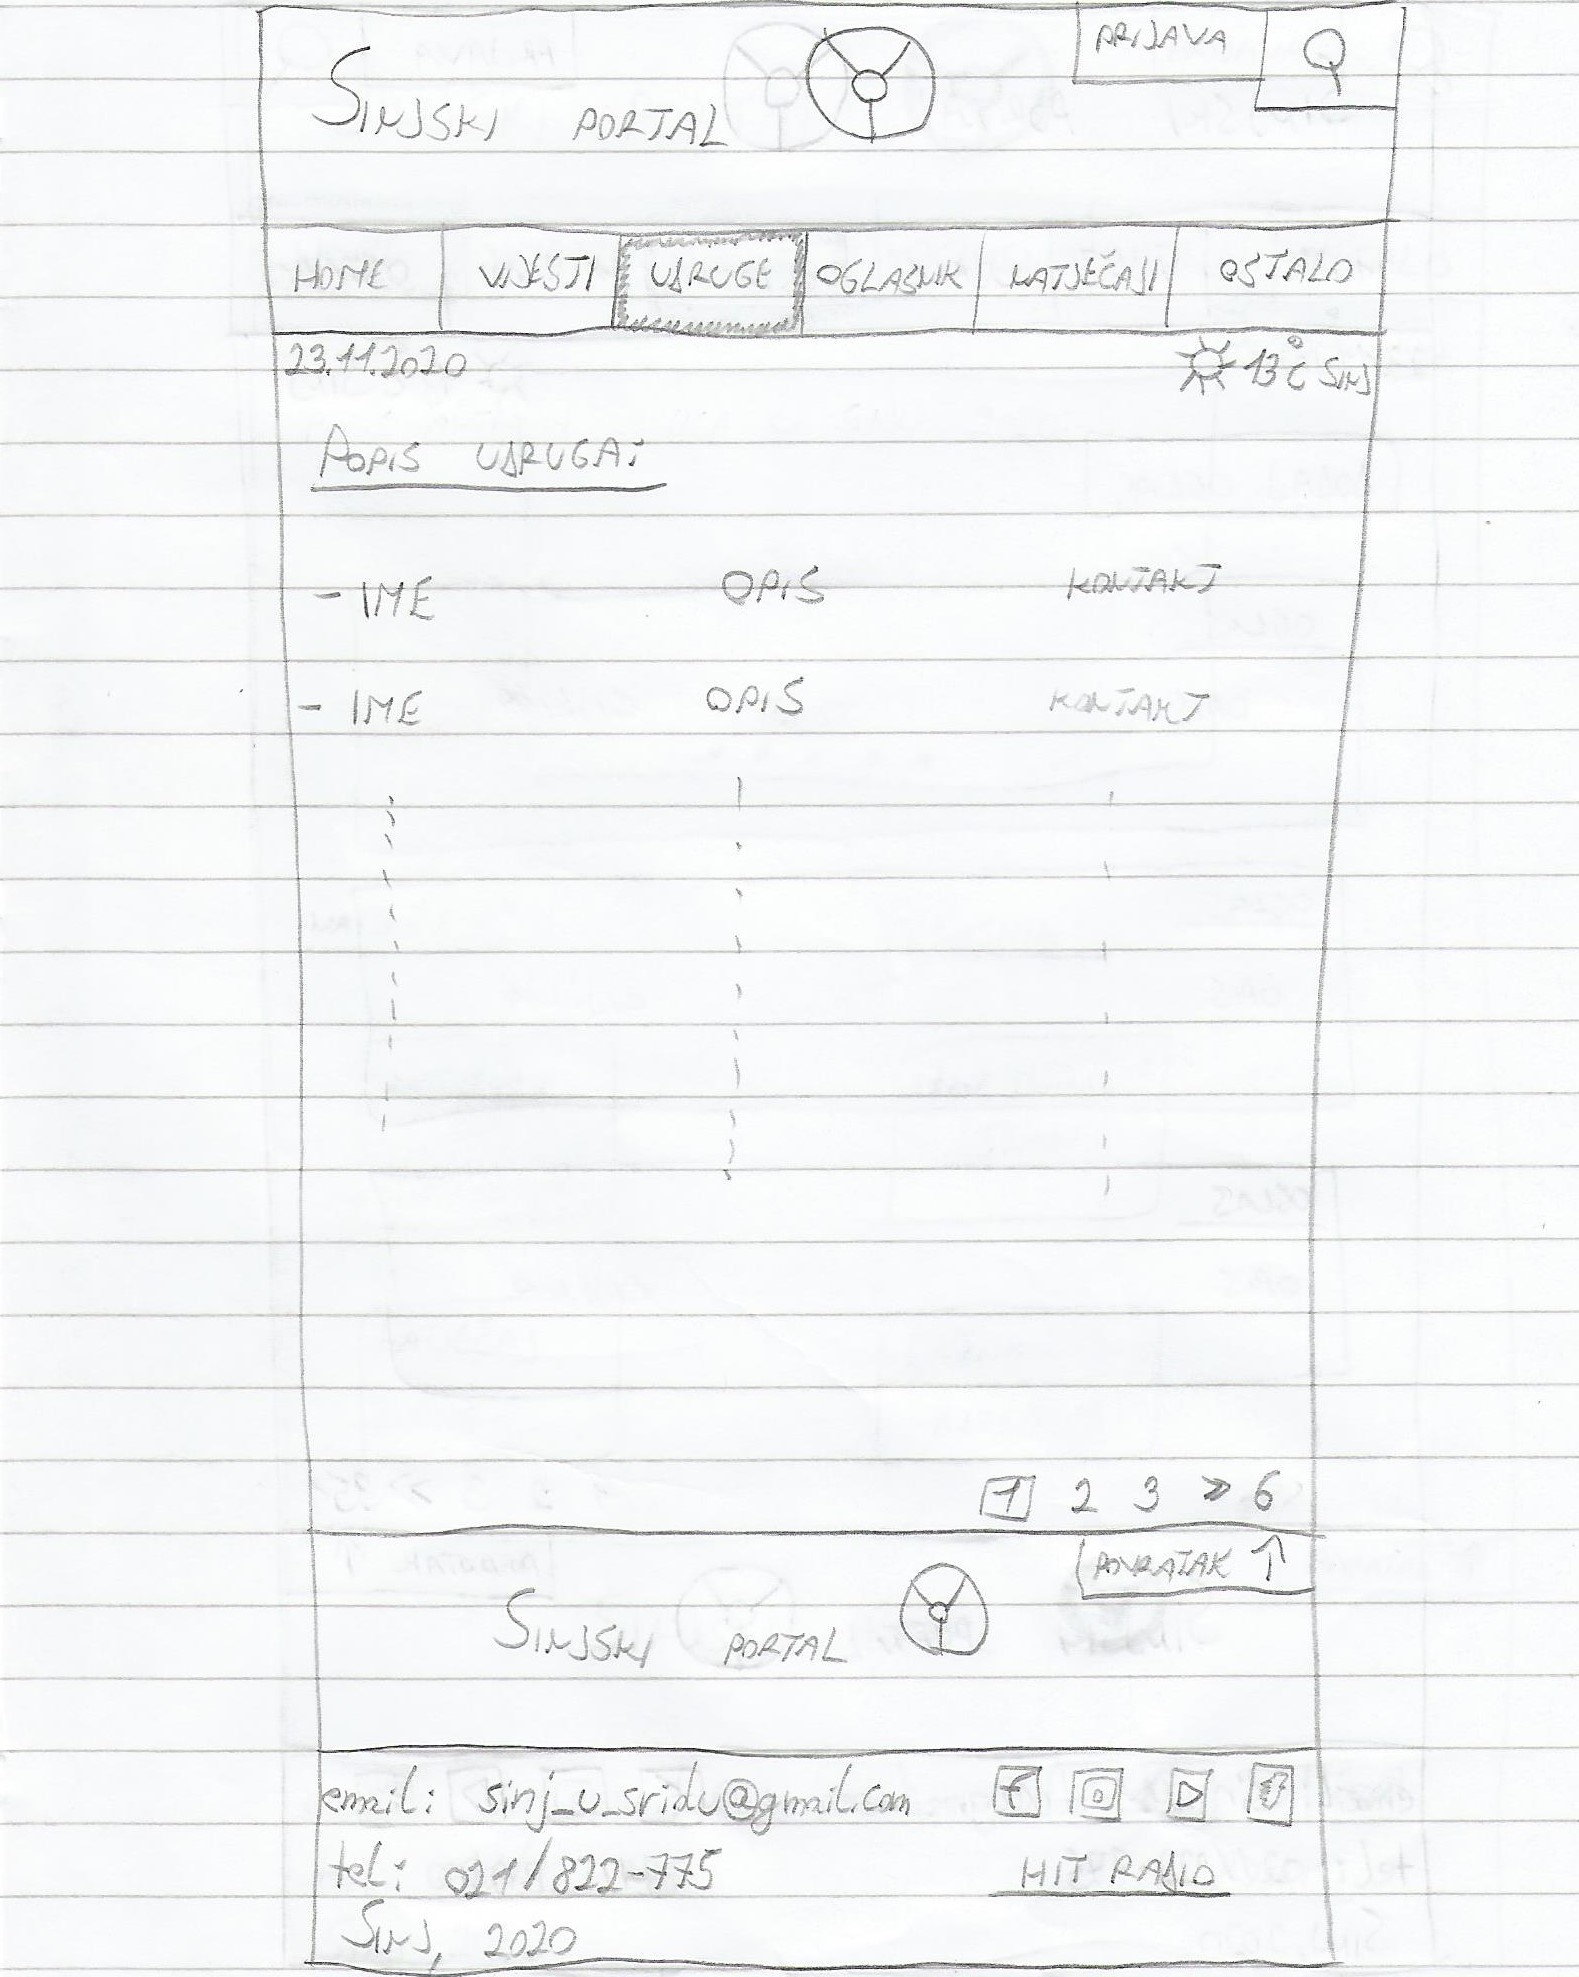 SINJSKI PORTAL
PRIJAVA
HOME VIJESTI UDRUGE OGLASNIK NATJEČAJI OSTALO
23.11.2020 13°C SINJ
POPIS UDRUGA:
- IME OPIS KONTAKT
- IME OPIS KONTAKT
1 2 3 >> 6
POVRATAK ↑
SINJSKI PORTAL
email: sinj_u_sridu@gmail.com f
tel: 021/822-775 HIT RADIO
SINJ, 2020